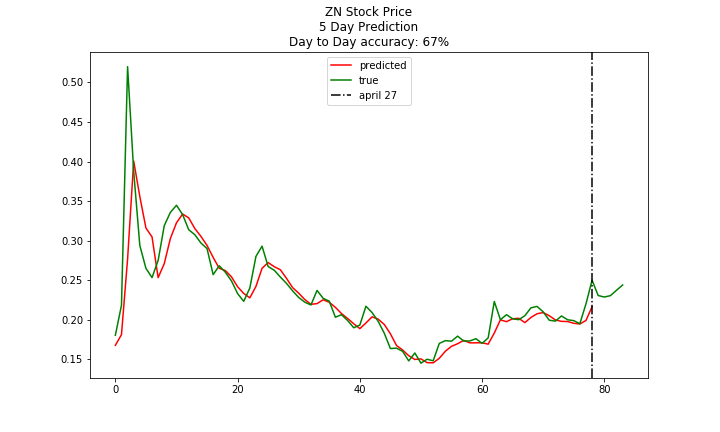 ZN Stock Price
5 Day Prediction
Day to Day accuracy: 67%
predicted
true
april 27
0.50
0.45
0.40
0.35
0.30
0.25
0.20
0.15
0 20 40 60 80